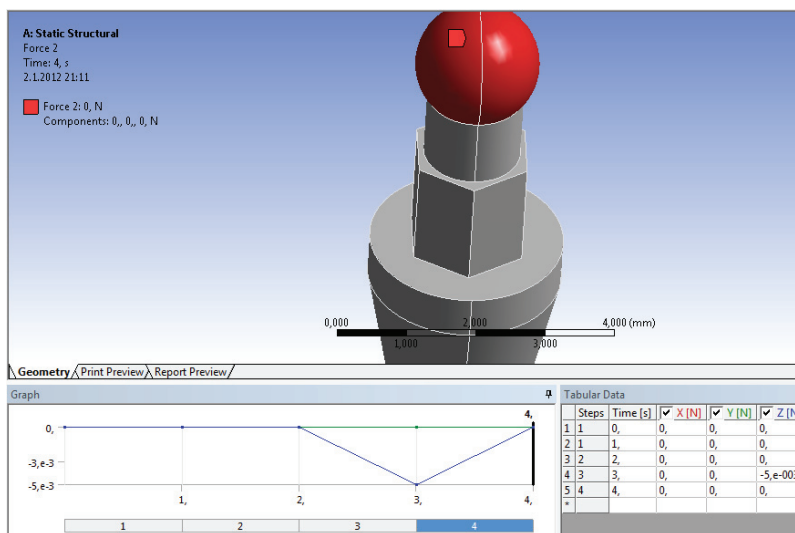 A: Static Structural
Force 2
Time: 4, s
2.1.2012 21:11
Force 2: 0, N
Components: 0,, 0,, 0, N
0,000 2,000 4,000 (mm)
1,000 3,000
Geometry Print Preview Report Preview
Graph
4,
0,
-3,e-3
-5,e-3
1, 2, 3, 4,
1 2 3 4
Tabular Data
Steps Time [s] X [N] Y [N] Z [N
1 1 0, 0, 0, 0,
2 1 1, 0, 0, 0,
3 2 2, 0, 0, 0,
4 3 3, 0, 0, -5,e-003
5 4 4, 0, 0, 0,
*